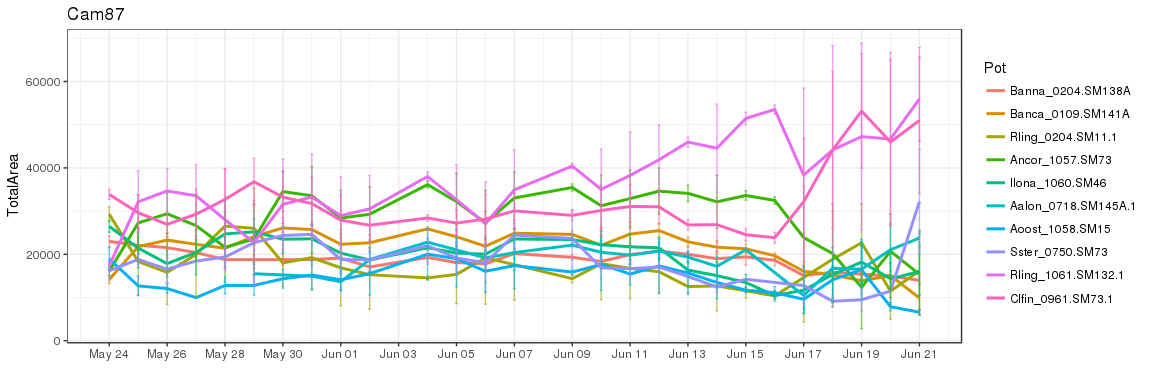 Cam87
TotalArea
60000
40000
20000
0
May 24 May 26 May 28 May 30 Jun 01 Jun 03 Jun 05 Jun 07 Jun 09 Jun 11 Jun 13 Jun 15 Jun 17 Jun 19 Jun 21
Pot
Banna_0204.SM138A
Banca_0109.SM141A
Rling_0204.SM11.1
Ancor_1057.SM73
Ilona_1060.SM46
Aalon_0718.SM145A.1
Aoost_1058.SM15
Sster_0750.SM73
Rling_1061.SM132.1
Clfin_0961.SM73.1